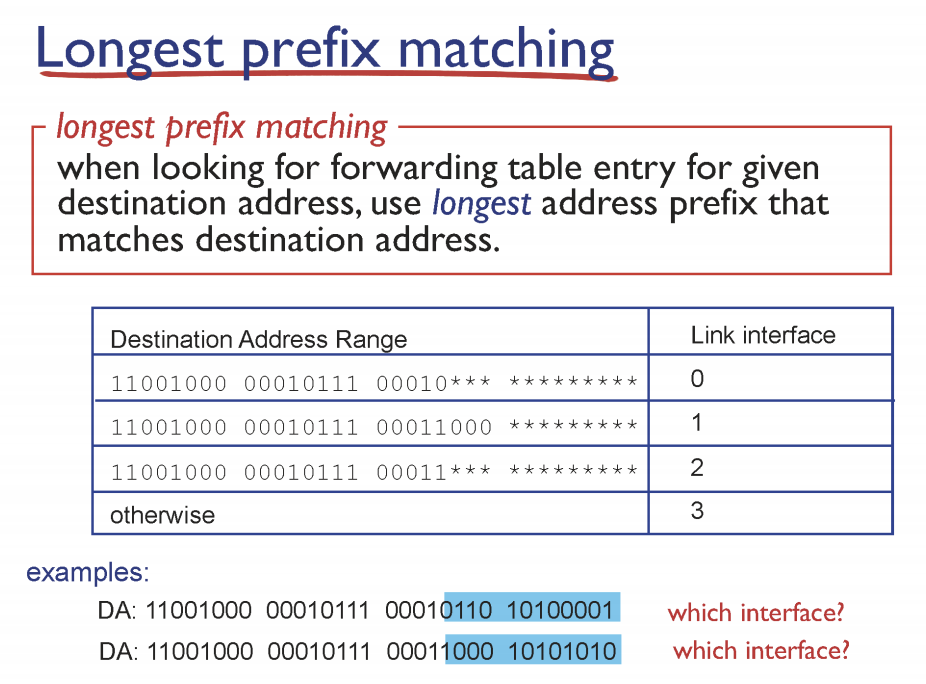 Longest prefix matching
longest prefix matching
when looking for forwarding table entry for given
destination address, use longest address prefix that
matches destination address.
Destination Address Range Link interface
11001000 00010111 00010*** ********* 0
11001000 00010111 00011000 ********* 1
11001000 00010111 00011*** ********* 2
otherwise 3
examples:
DA: 11001000 00010111 00010110 10100001 which interface?
DA: 11001000 00010111 00011000 10101010 which interface?